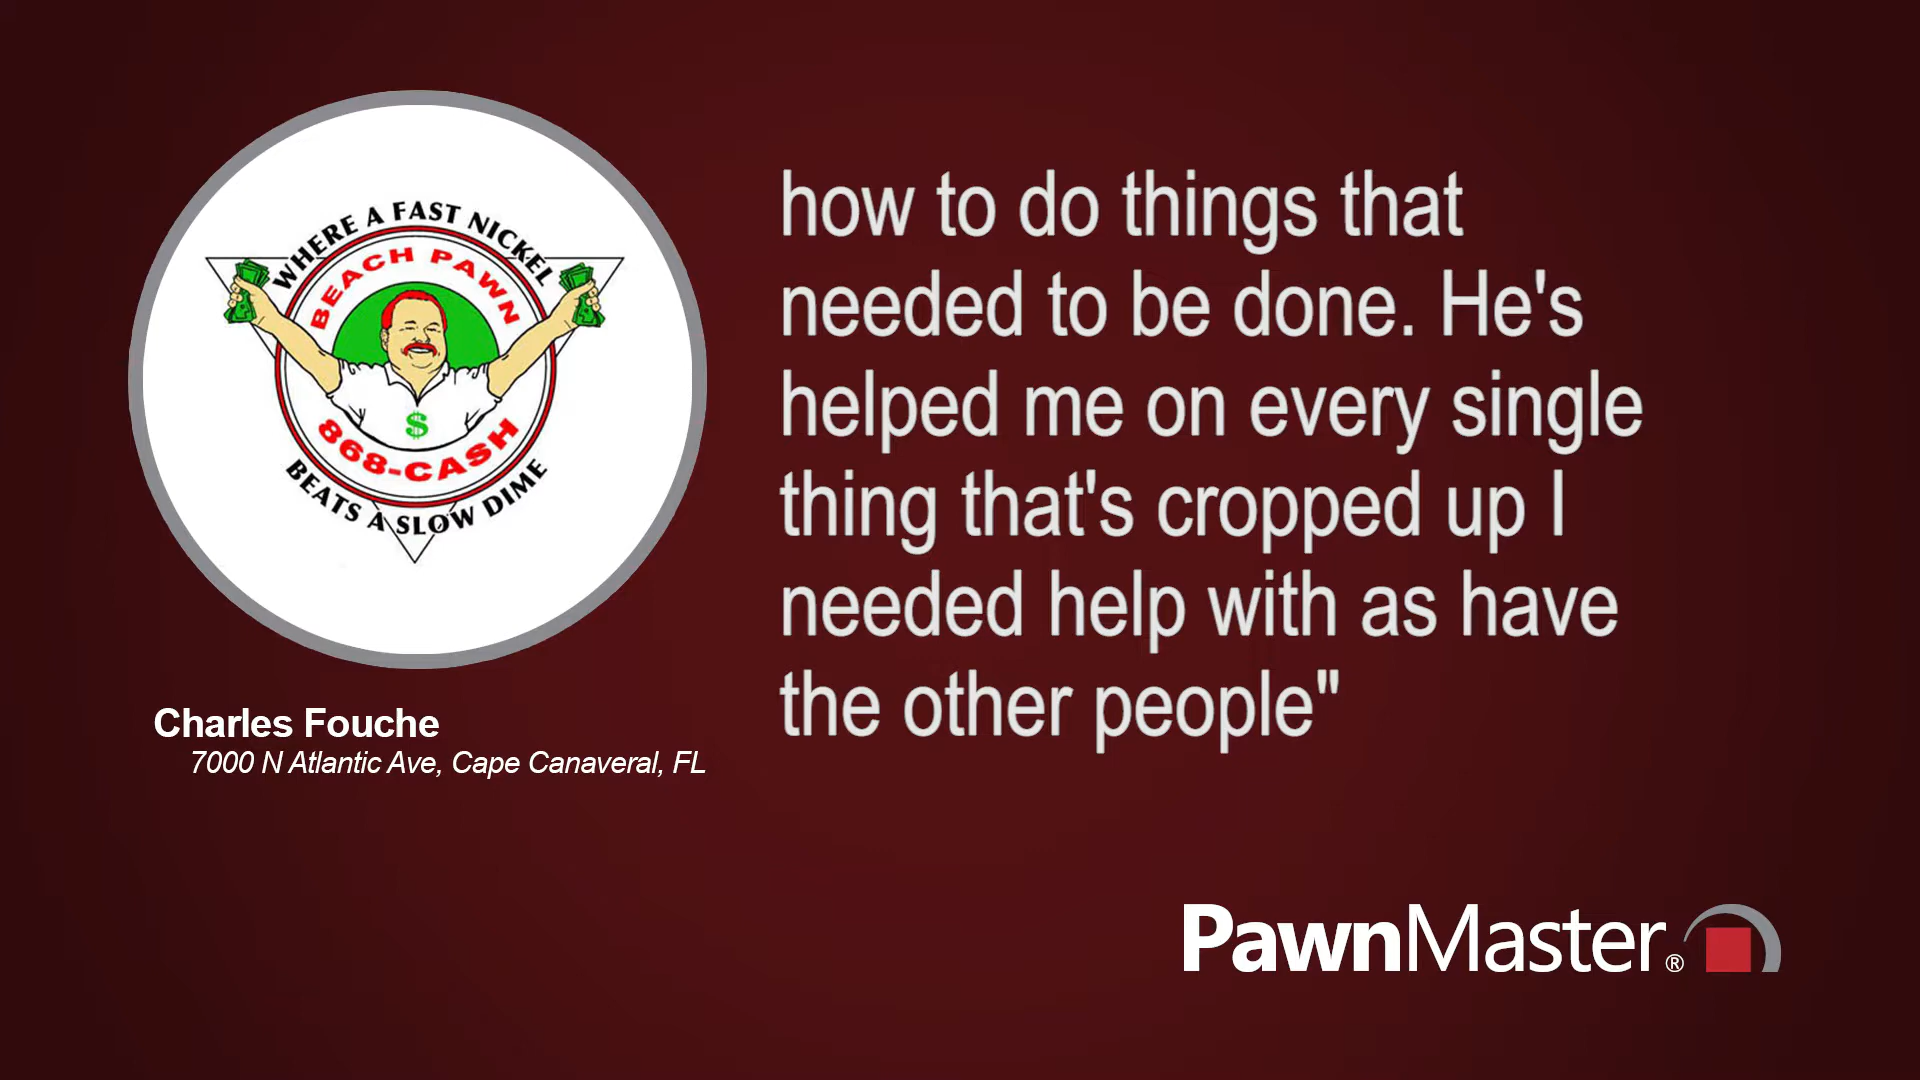 WHERE A FAST NICKEL
BEACH PAWN
$
868-CASH
BEATS A SLOW DIME
Charles Fouche
7000 N Atlantic Ave, Cape Canaveral, FL
how to do things that
needed to be done. He's
helped me on every single
thing that's cropped up I
needed help with as have
the other people"
PawnMaster®